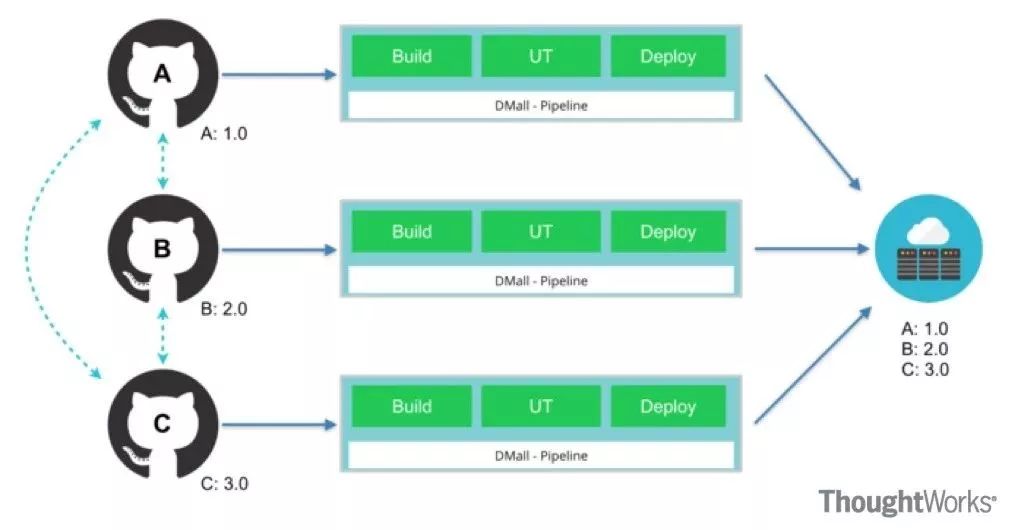 A
A: 1.0
Build UT Deploy
DMall - Pipeline
B
B: 2.0
Build UT Deploy
DMall - Pipeline
C
C: 3.0
Build UT Deploy
DMall - Pipeline
A: 1.0
B: 2.0
C: 3.0
ThoughtWorks®